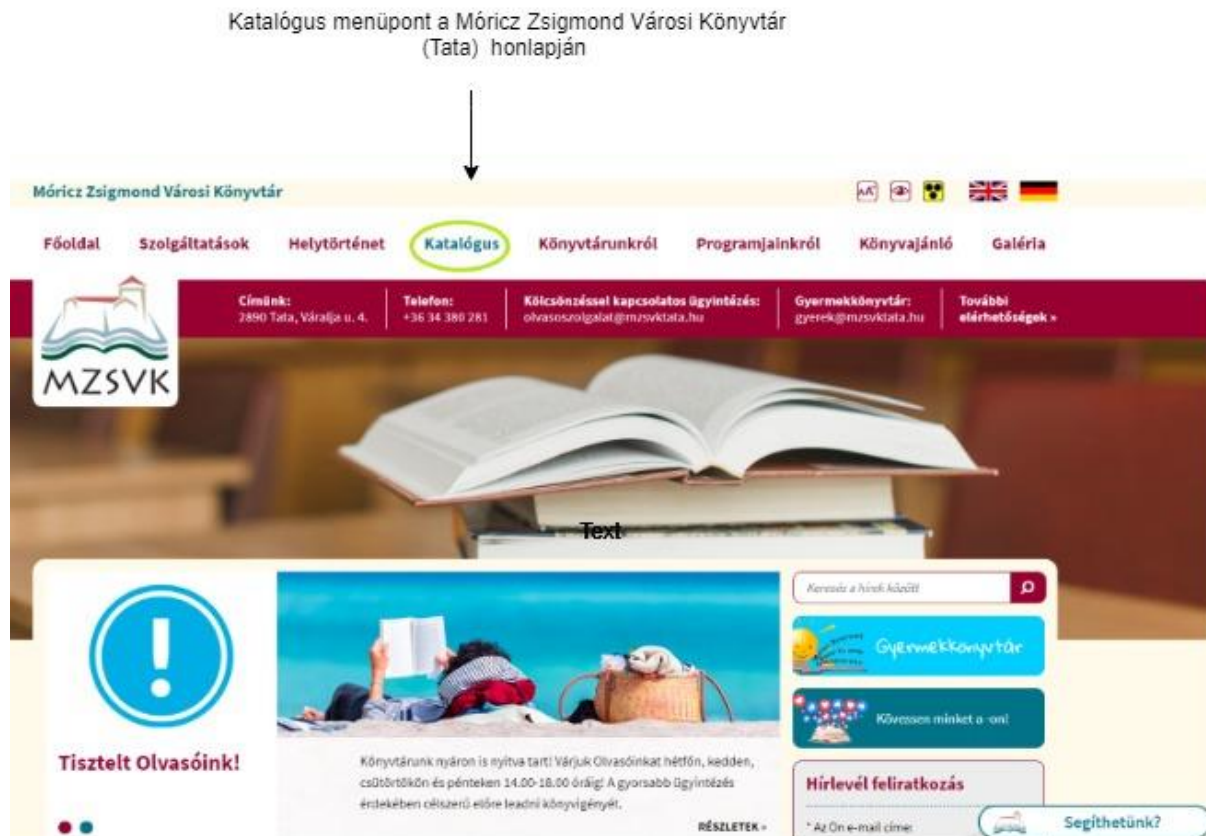 Katalógus menüpont a Móricz Zsigmond Városi Könyvtár
(Tata) honlapján
Móricz Zsigmond Városi Könyvtár
Főoldal Szolgáltatások Helytörténet Katalógus Könyvtárunkról Programjainkról Könyvajánló Galéria
Címünk: Telefon: Kölcsönzéssel kapcsolatos ügyintézés: Gyermekkönyvtár: További
2890 Tata, Váralja u. 4. +36 34 380 281 olvasoszolgalat@mzsvktata.hu gyerek@mzsvktata.hu elérhetőségek »
MZSVK
Text
Keresés a hírek között
Gyermekkönyvtár
Kövessen minket a -on!
Tisztelt Olvasóink!
Könyvtárunk nyáron is nyitva tart! Várjuk Olvasóinkat hétfőn, kedden,
csütörtökön és pénteken 14.00-18.00 óráig! A gyorsabb ügyintézés
érdekében célszerű előre leadni könyvigényét.
RÉSZLETEK »
Hírlevél feliratkozás
* Az Ön e-mail címe:
Segíthetünk?